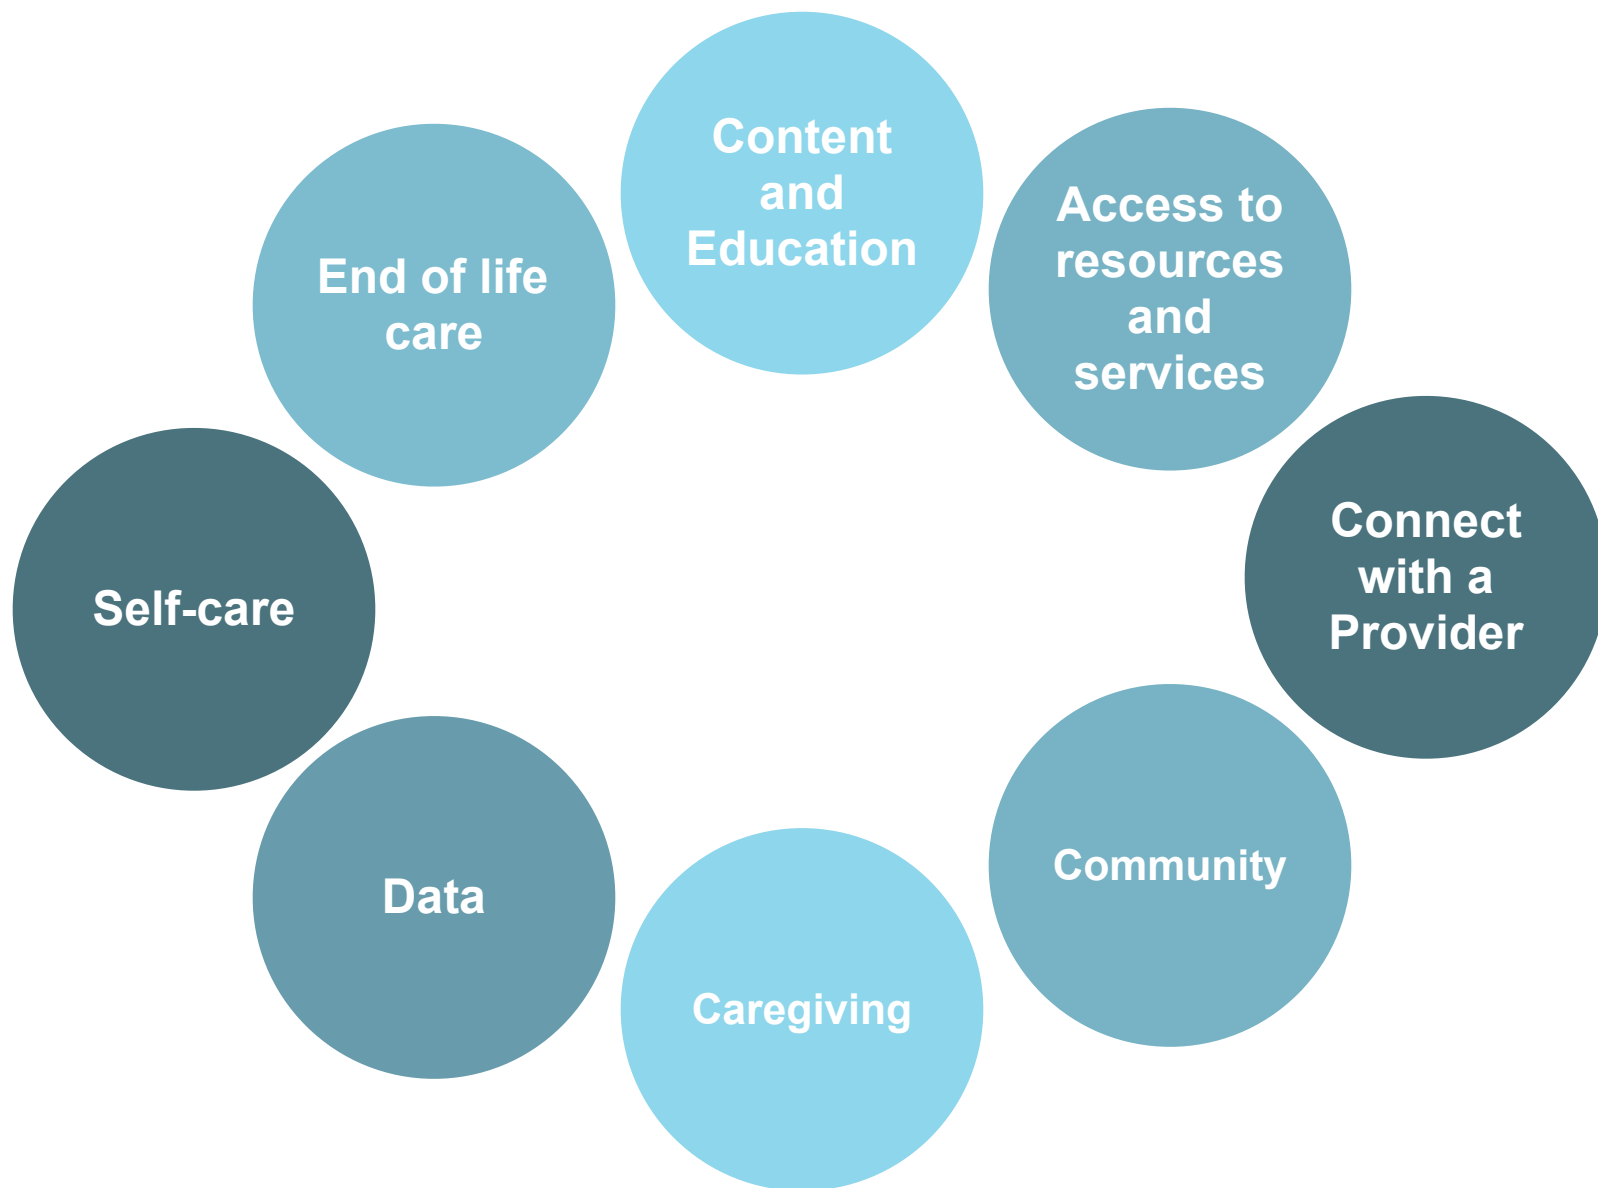 Content
and
Education
Access to
resources
and
services
Connect
with a
Provider
Community
Caregiving
Data
Self-care
End of life
care